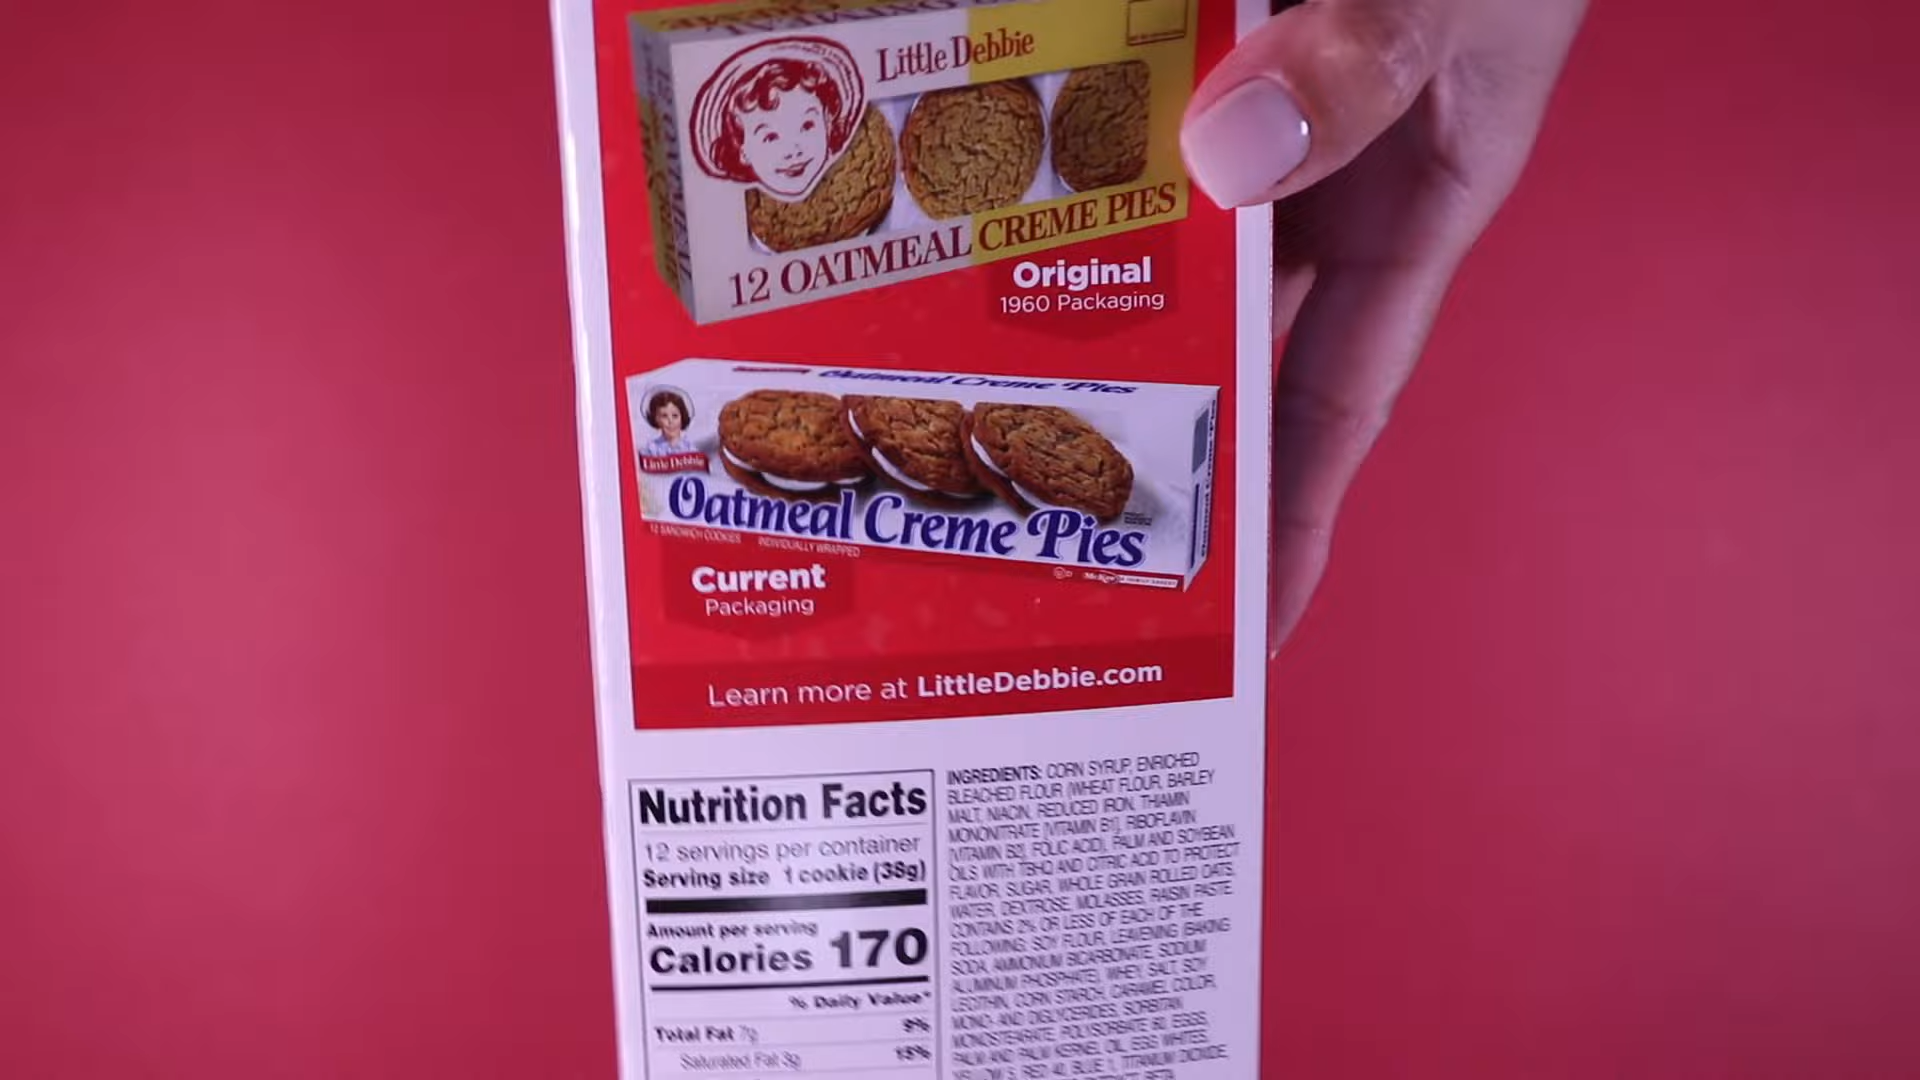 Little Debbie
12 OATMEAL CREME PIES
Original
1960 Packaging
Oatmeal Creme Pies
Little Debbie
Oatmeal Creme Pies
12 SANDWICH COOKIES INDIVIDUALLY WRAPPED
Current
Packaging
Learn more at LittleDebbie.com
Nutrition Facts
12 servings per container
Serving size 1 cookie (38g)
Amount per serving
Calories 170
% Daily Value*
Total Fat 7g 9%
Saturated Fat 3g 15%
INGREDIENTS: CORN SYRUP, ENRICHED
BLEACHED FLOUR (WHEAT FLOUR, BARLEY
MALT, NIACIN, REDUCED IRON, THIAMIN
MONONITRATE [VITAMIN B1], RIBOFLAVIN
[VITAMIN B2], FOLIC ACID), PALM AND SOYBEAN
OILS WITH TBHQ AND CITRIC ACID TO PROTECT
FLAVOR, SUGAR, WHOLE GRAIN ROLLED OATS,
WATER, DEXTROSE, MOLASSES, RAISIN PASTE.
CONTAINS 2% OR LESS OF EACH OF THE
FOLLOWING: SOY FLOUR, LEAVENING (BAKING
SODA, AMMONIUM BICARBONATE, SODIUM
ALUMINUM PHOSPHATE), WHEY, SALT, SOY
LECITHIN, CORN STARCH, CARAMEL COLOR,
MONO- AND DIGLYCERIDES, SORBITAN
MONOSTEARATE, POLYSORBATE 60, EGGS,
PALM AND PALM KERNEL OIL, EGG WHITES,
YELLOW 5, RED 40, BLUE 1, TITANIUM DIOXIDE,